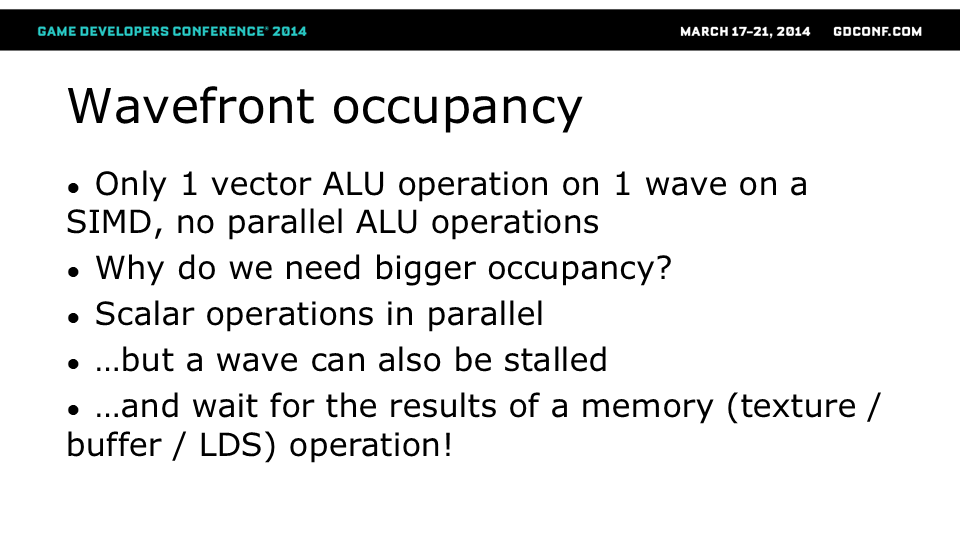 GAME DEVELOPERS CONFERENCE® 2014 MARCH 17–21, 2014 GDCONF.COM
Wavefront occupancy
● Only 1 vector ALU operation on 1 wave on a
SIMD, no parallel ALU operations
● Why do we need bigger occupancy?
● Scalar operations in parallel
● …but a wave can also be stalled
● …and wait for the results of a memory (texture /
buffer / LDS) operation!